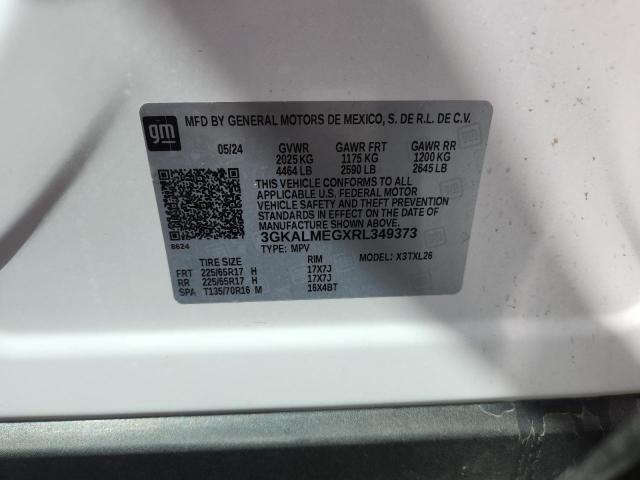 gm
MFD BY GENERAL MOTORS DE MEXICO, S. DE R.L. DE C.V.
05/24 GVWR GAWR FRT GAWR RR
2025 KG 1175 KG 1200 KG
4464 LB 2590 LB 2645 LB
THIS VEHICLE CONFORMS TO ALL
APPLICABLE U.S. FEDERAL MOTOR
VEHICLE SAFETY AND THEFT
PREVENTION STANDARDS IN EFFECT ON
THE DATE OF MANUFACTURE SHOWN ABOVE.
3GKALMEGXRL349373
8624
TYPE: MPV MODEL: X3TXL26
TIRE SIZE RIM
FRT 225/65R17 H 17X7J
RR 225/65R17 H 17X7J
SPA T135/70R16 M 16X4BT